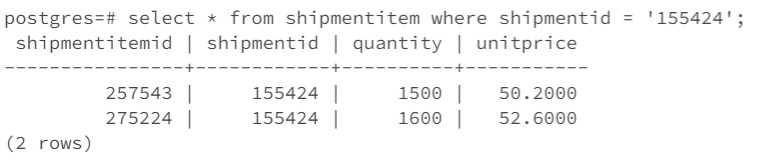 postgres=# select * from shipmentitem where shipmentid = '155424';
 shipmentitemid | shipmentid | quantity | unitprice
----------------+------------+----------+-----------
         257543 |     155424 |     1500 |   50.2000
         275224 |     155424 |     1600 |   52.6000
(2 rows)